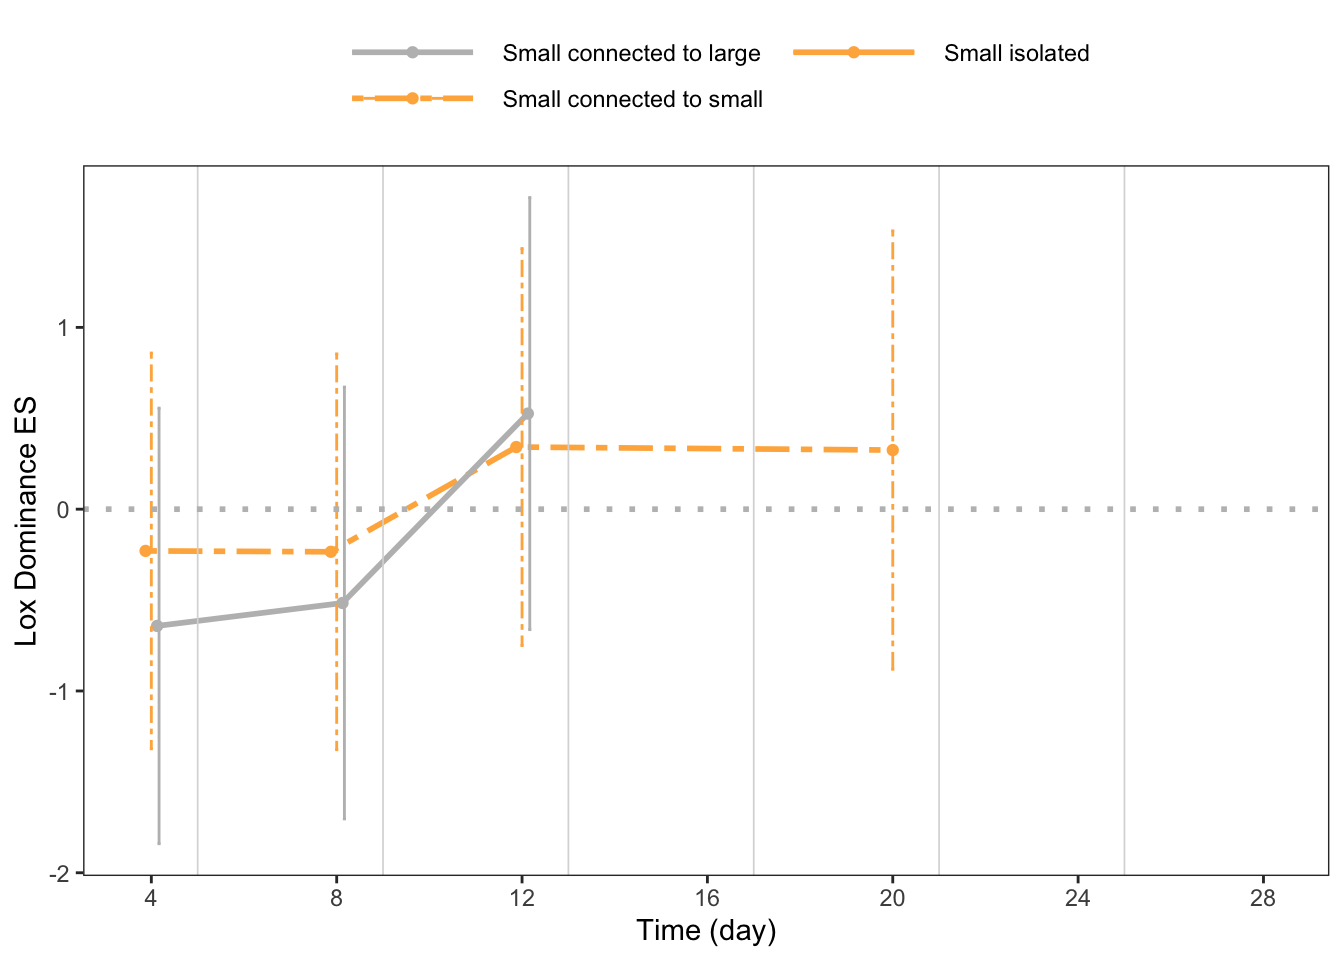 Small connected to large
Small isolated
Small connected to small
Lox Dominance ES
1
0
-1
-2
4
8
12
16
20
24
28
Time (day)